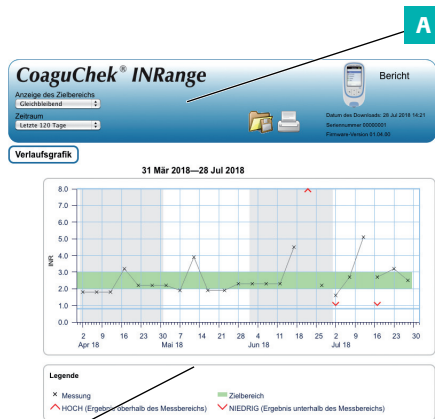 A
CoaguChek® INRange
Bericht
Anzeige des Zielbereichs
Gleichbleibend
Zeitraum
Letzte 120 Tage
Datum des Downloads: 28 Jul 2018 14:21
Seriennummer 00000001
Firmware-Version 01.04.00
Verlaufsgrafik
31 Mär 2018—28 Jul 2018
8.0
7.0
6.0
5.0
4.0
3.0
2.0
1.0
0.0
INR
2 9 16 23 30 7 14 21 28 4 11 18 25 2 9 16 23 30
Apr 18 Mai 18 Jun 18 Jul 18
Legende
× Messung Zielbereich
HOCH (Ergebnis oberhalb des Messbereichs) NIEDRIG (Ergebnis unterhalb des Messbereichs)